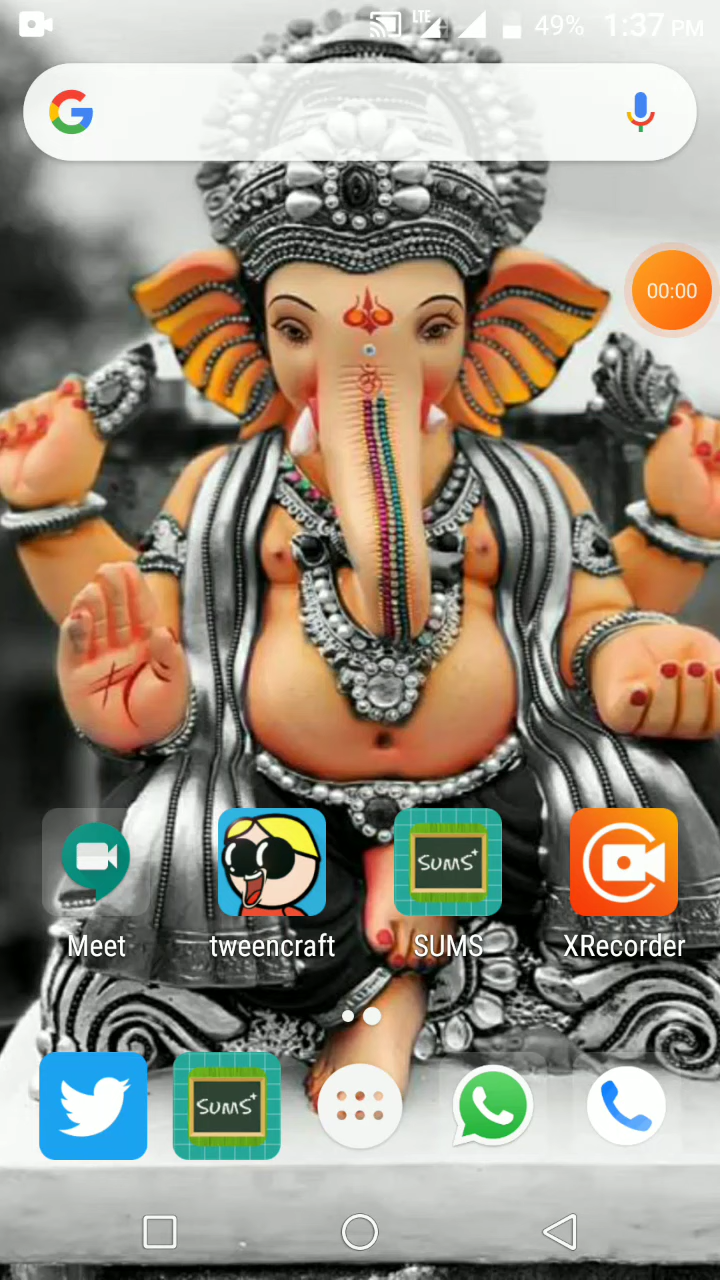 LTE 49% 1:37 PM
G
00:00
SUMS+
Meet tweencraft SUMS XRecorder
SUMS+